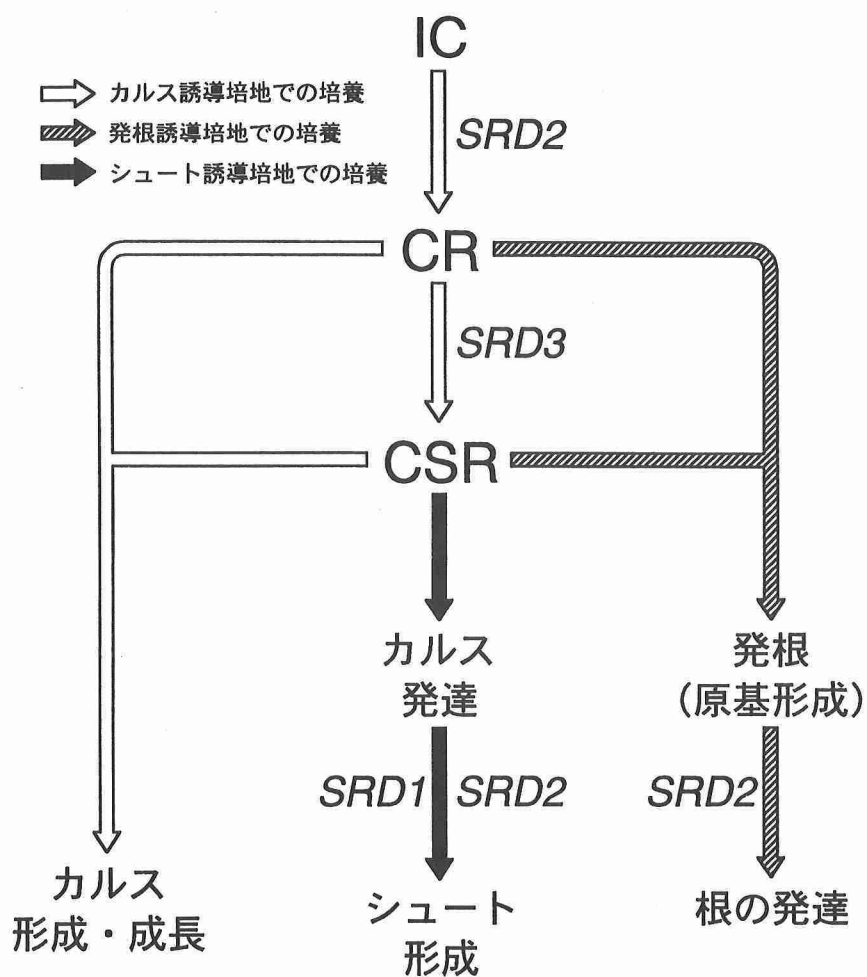 IC
カルス誘導培地での培養
発根誘導培地での培養
シュート誘導培地での培養
SRD2
CR
SRD3
CSR
カルス
発達
発根
(原基形成)
SRD1
SRD2
SRD2
カルス
形成・成長
シュート
形成
根の発達